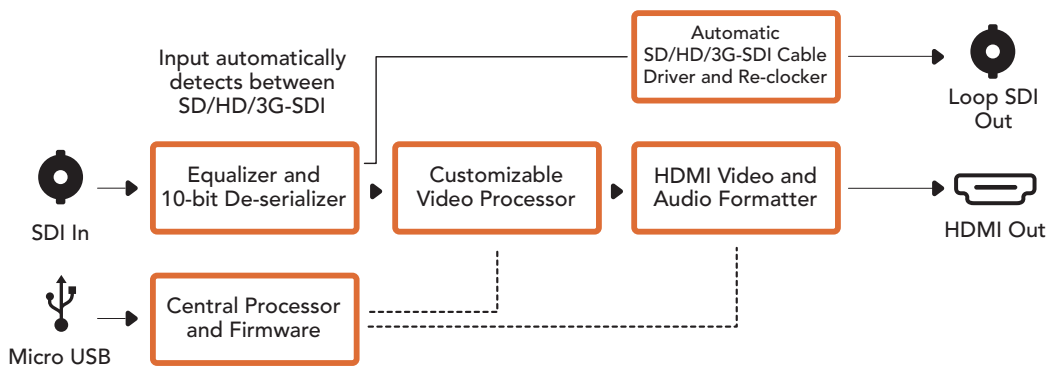 Input automatically
detects between
SD/HD/3G-SDI
Automatic
SD/HD/3G-SDI Cable
Driver and Re-clocker
Loop SDI
Out
SDI In
Equalizer and
10-bit De-serializer
Customizable
Video Processor
HDMI Video and
Audio Formatter
HDMI Out
Micro USB
Central Processor
and Firmware